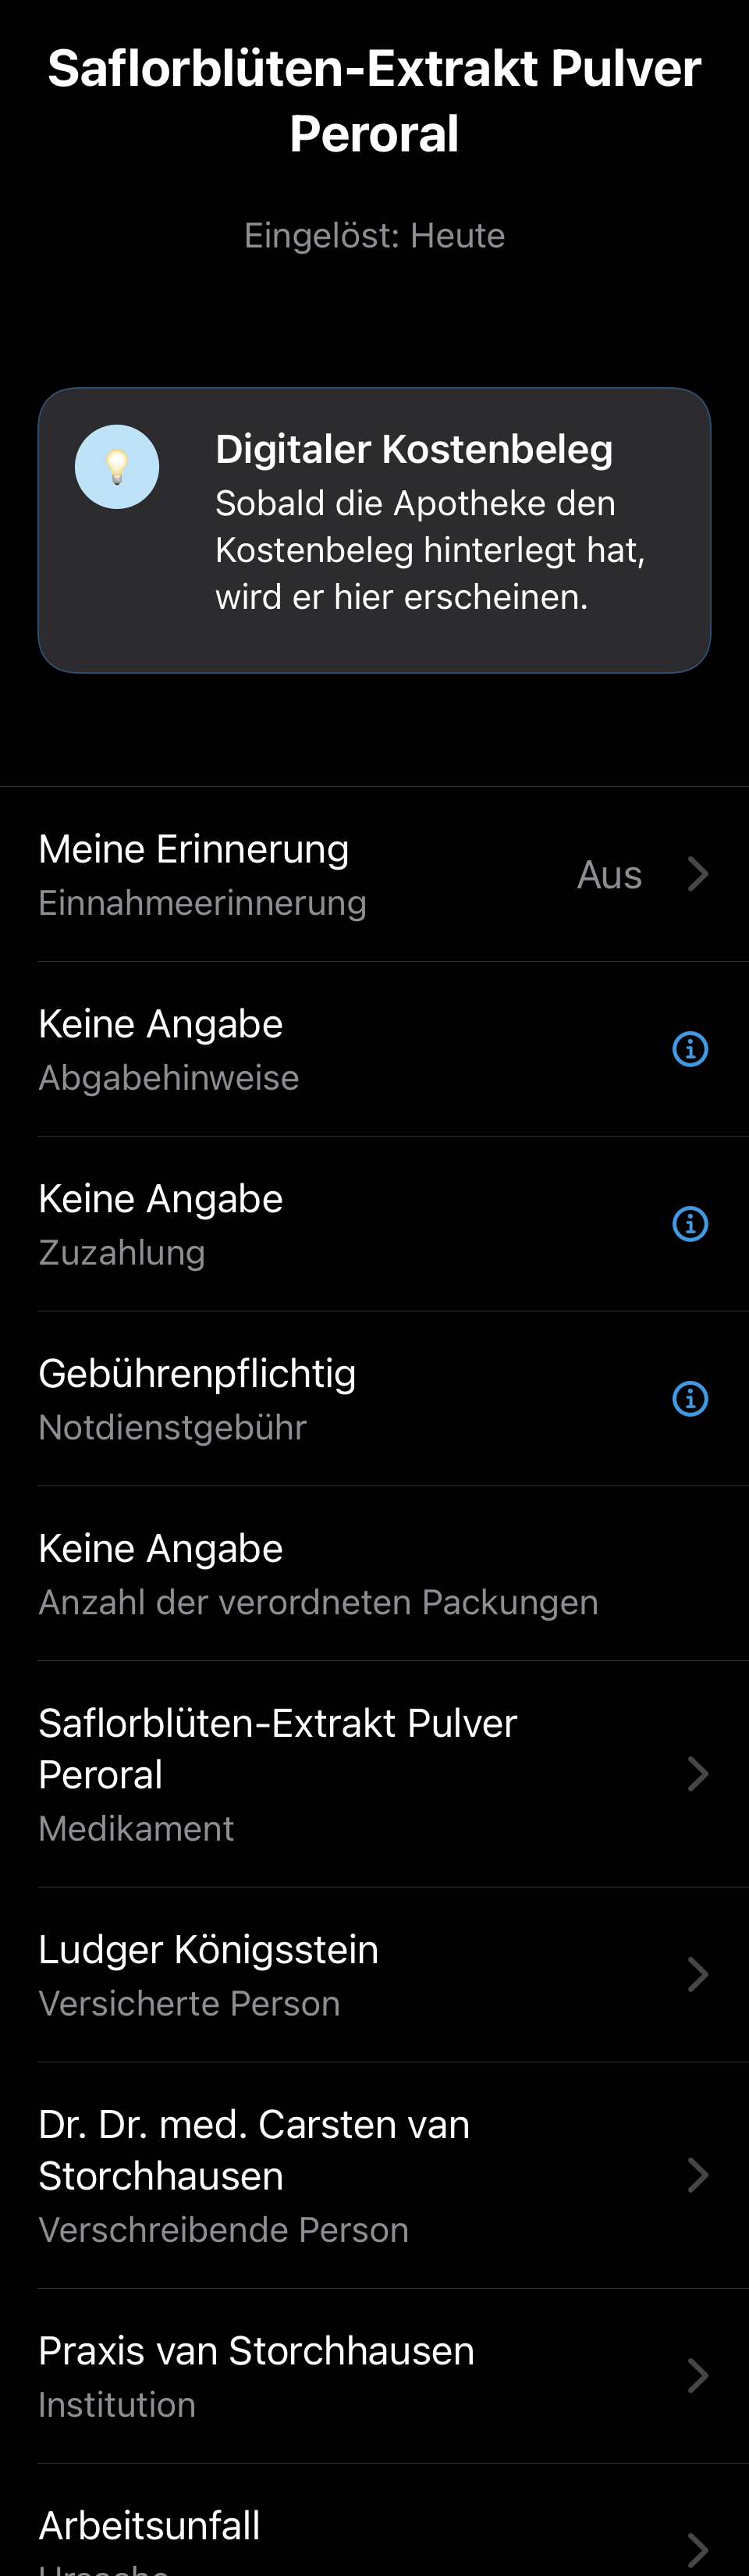 Saflorblüten-Extrakt Pulver
Peroral
Eingelöst: Heute
Digitaler Kostenbeleg
Sobald die Apotheke den
Kostenbeleg hinterlegt hat,
wird er hier erscheinen.
Meine Erinnerung
Einnahmeerinnerung
Aus
Keine Angabe
Abgabehinweise
Keine Angabe
Zuzahlung
Gebührenpflichtig
Notdienstgebühr
Keine Angabe
Anzahl der verordneten Packungen
Saflorblüten-Extrakt Pulver
Peroral
Medikament
Ludger Königsstein
Versicherte Person
Dr. Dr. med. Carsten van
Storchhausen
Verschreibende Person
Praxis van Storchhausen
Institution
Arbeitsunfall